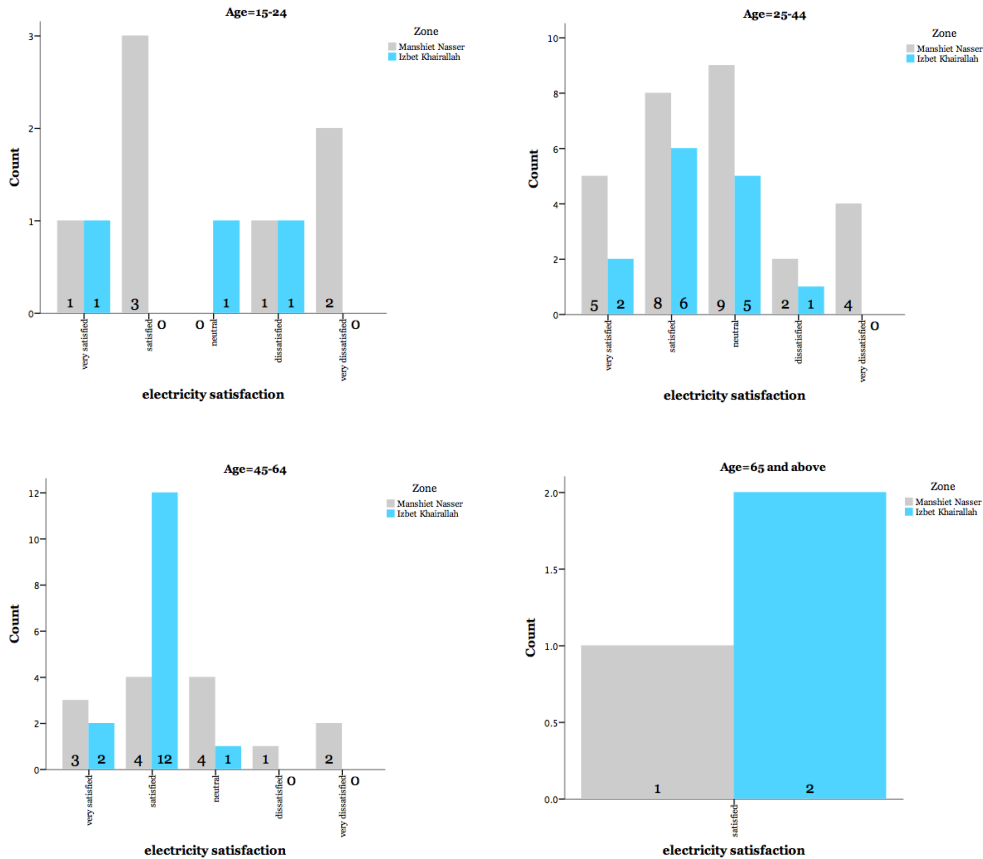 Age=15-24
Zone
Manshiet Nasser
Izbet Khairallah
Count
3
2
1
0
1 1 3 O O 1 1 1 2 O
very satisfied
satisfied
neutral
dissatisfied
very dissatisfied
electricity satisfaction
Age=25-44
Zone
Manshiet Nasser
Izbet Khairallah
Count
10
8
6
4
2
0
5 2 8 6 9 5 2 1 4 O
very satisfied
satisfied
neutral
dissatisfied
very dissatisfied
electricity satisfaction
Age=45-64
Zone
Manshiet Nasser
Izbet Khairallah
Count
12
10
8
6
4
2
0
3 2 4 12 4 1 1 O 2 O
very satisfied
satisfied
neutral
dissatisfied
very dissatisfied
electricity satisfaction
Age=65 and above
Zone
Manshiet Nasser
Izbet Khairallah
Count
2.0
1.5
1.0
0.5
0.0
1 2
satisfied
electricity satisfaction